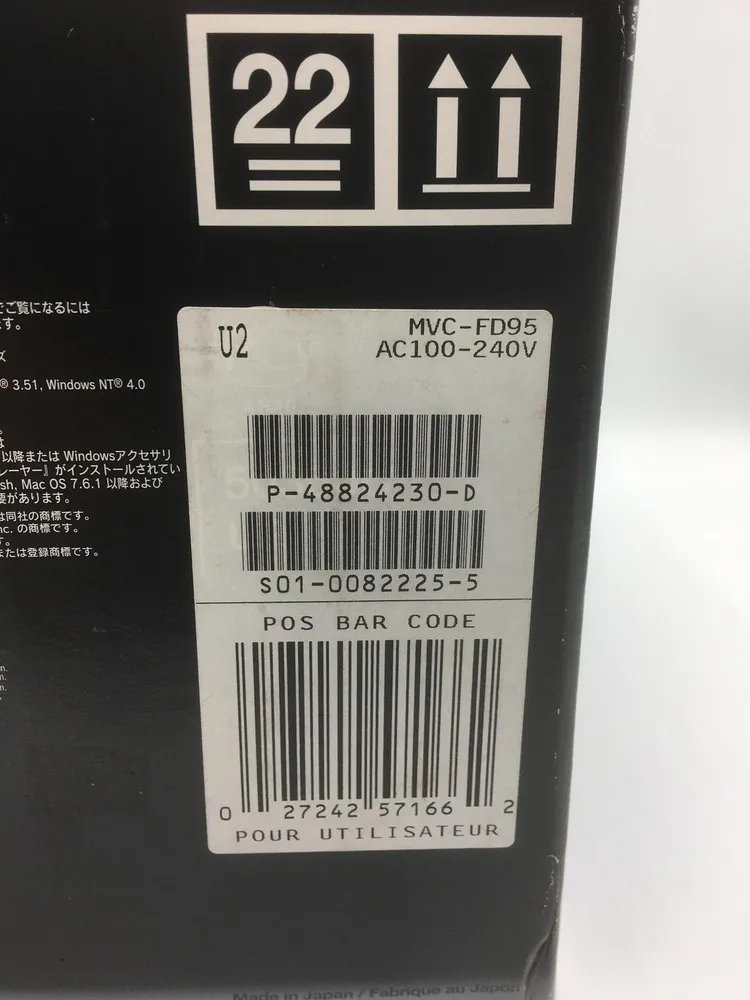 22
でご覧になるには
ます。
ズ
® 3.51, Windows NT® 4.0
は
以降または Windowsアクセサリ
レーヤー』がインストールされてい
sh, Mac OS 7.6.1 以降および
要があります。
は同社の商標です。
nc. の商標です。
す。
または登録商標です。
n.
n.
n.
U2
MVC-FD95
AC100-240V
P-48824230-D
S01-0082225-5
POS BAR CODE
0 27242 57166 2
POUR UTILISATEUR
Made in Japan / Fabriqué au Japon